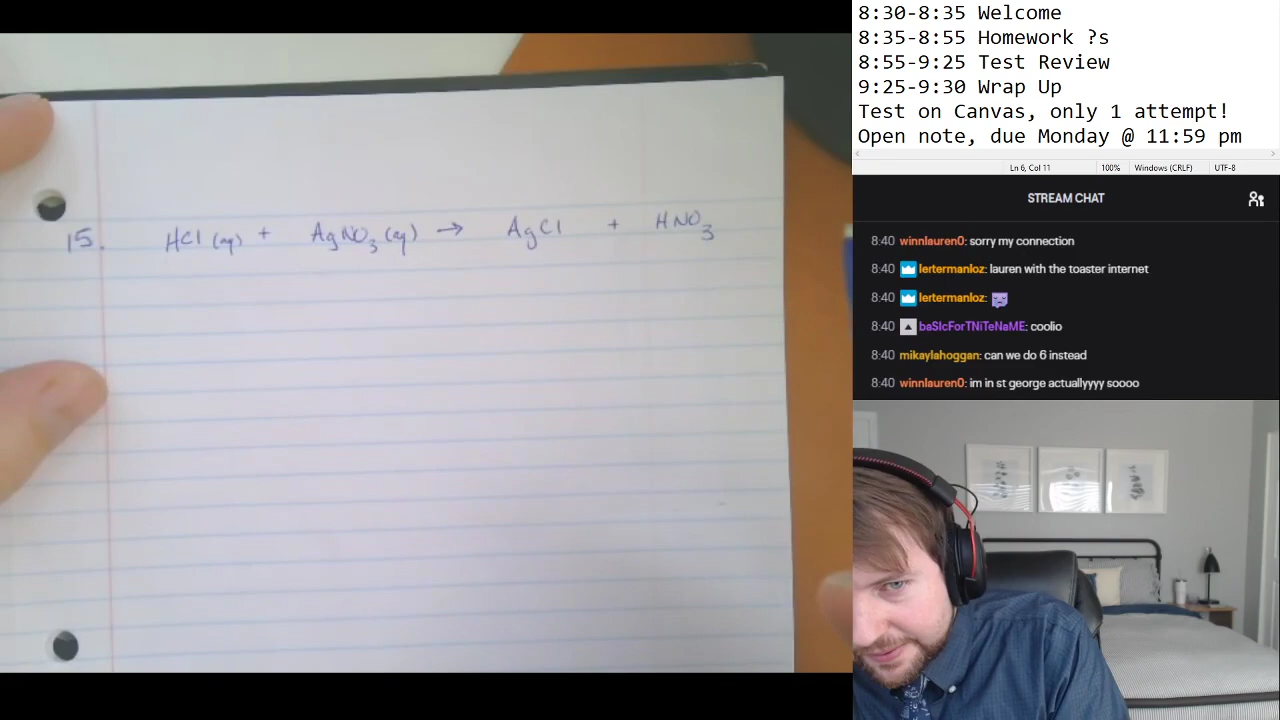 15. HCl (aq) + AgNO3 (aq) → AgCl + HNO3
8:30-8:35 Welcome
8:35-8:55 Homework ?s
8:55-9:25 Test Review
9:25-9:30 Wrap Up
Test on Canvas, only 1 attempt!
Open note, due Monday @ 11:59 pm
Ln 6, Col 11 100% Windows (CRLF) UTF-8
STREAM CHAT
8:40 winnlauren0: sorry my connection
8:40 lertermanloz: lauren with the toaster internet
8:40 lertermanloz:
8:40 baSIcForTNiTeNaME: coolio
8:40 mikaylahoggan: can we do 6 instead
8:40 winnlauren0: im in st george actuallyyyy soooo